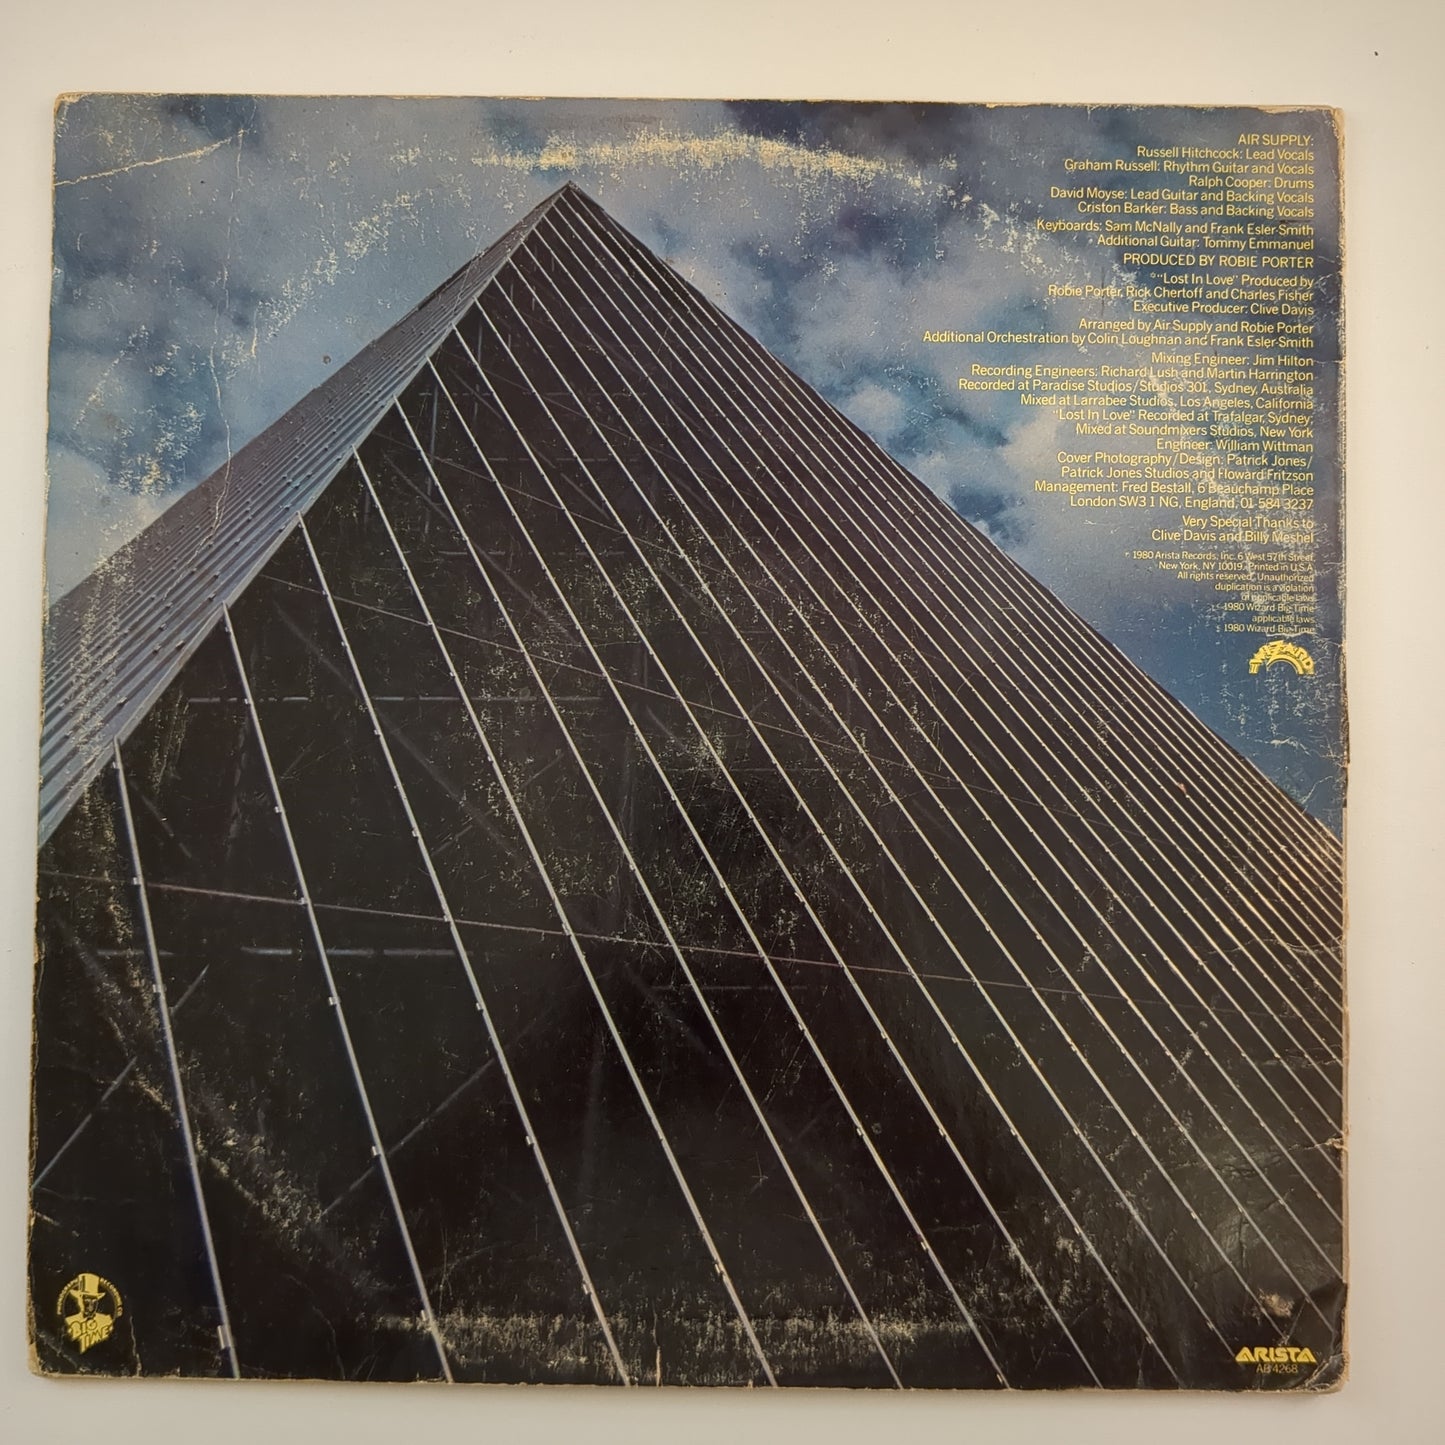 AIR SUPPLY:
Russell Hitchcock: Lead Vocals
Graham Russell: Rhythm Guitar and Vocals
Ralph Cooper: Drums
David Moyse: Lead Guitar and Backing Vocals
Criston Barker: Bass and Backing Vocals
Keyboards: Sam McNally and Frank Esler-Smith
Additional Guitar: Tommy Emmanuel
PRODUCED BY ROBIE PORTER
*"Lost In Love" Produced by
Robie Porter, Rick Chertoff and Charles Fisher
Executive Producer: Clive Davis
Arranged by Air Supply and Robie Porter
Additional Orchestration by Colin Loughnan and Frank Esler-Smith
Mixing Engineer: Jim Hilton
Recording Engineers: Richard Lush and Martin Harrington
Recorded at Paradise Studios/Studios 301, Sydney, Australia
Mixed at Larrabee Studios, Los Angeles, California
"Lost In Love" Recorded at Trafalgar, Sydney;
Mixed at Soundmixers Studios, New York
Engineer: William Wittman
Cover Photography/Design: Patrick Jones/
Patrick Jones Studios and Howard Fritzson
Management: Fred Bestall, 6 Beauchamp Place
London SW3 1 NG, England, 01-584 3237
Very Special Thanks to
Clive Davis and Billy Meshel
1980 Arista Records, Inc. 6 West 57th Street
New York, NY 10019. Printed in U.S.A
All rights reserved. Unauthorized
duplication is a violation
of applicable laws
1980 Wizard Big Time
applicable laws
1980 Wizard Big Time
WIZARD
BIG
TIME
ARISTA
AB 4268